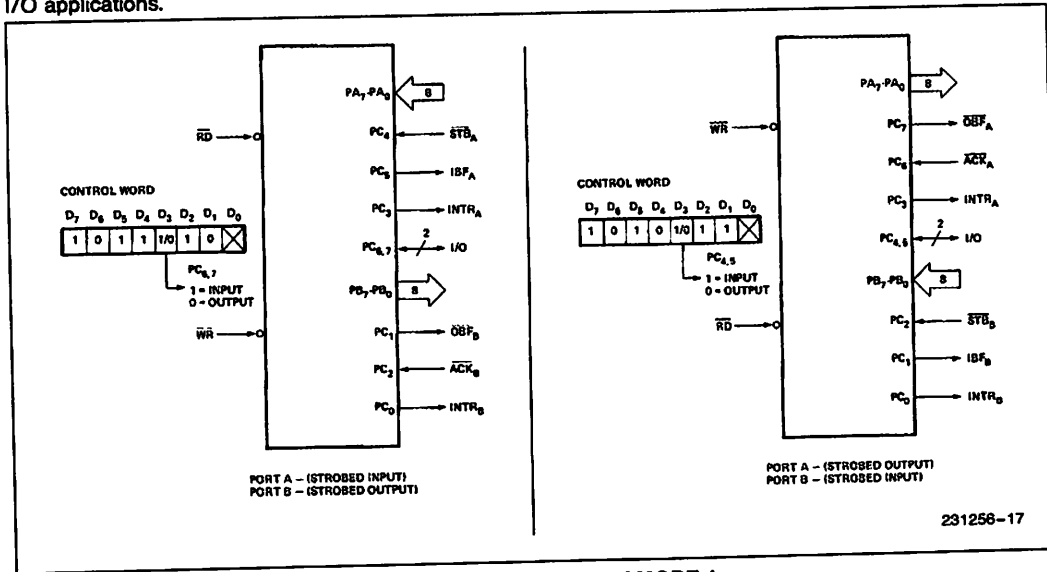 I/O applications.
PA7-PA0
8
RD
PC4
STBA
PC5
IBFA
CONTROL WORD
D7 D6 D5 D4 D3 D2 D1 D0
1 0 1 1 I/O 1 0 X
PC3
INTRA
PC6,7
2
I/O
PC6,7
1 = INPUT
0 = OUTPUT
PB7-PB0
8
WR
PC1
OBFB
PC2
ACKB
PC0
INTRB
PORT A – (STROBED INPUT)
PORT B – (STROBED OUTPUT)
PA7-PA0
8
WR
PC7
OBFA
PC6
ACKA
CONTROL WORD
D7 D6 D5 D4 D3 D2 D1 D0
1 0 1 0 I/O 1 1 X
PC3
INTRA
PC4,5
2
I/O
PC4,5
1 = INPUT
0 = OUTPUT
PB7-PB0
8
RD
PC2
STBB
PC1
IBFB
PC0
INTRB
PORT A – (STROBED OUTPUT)
PORT B – (STROBED INPUT)
231256–17